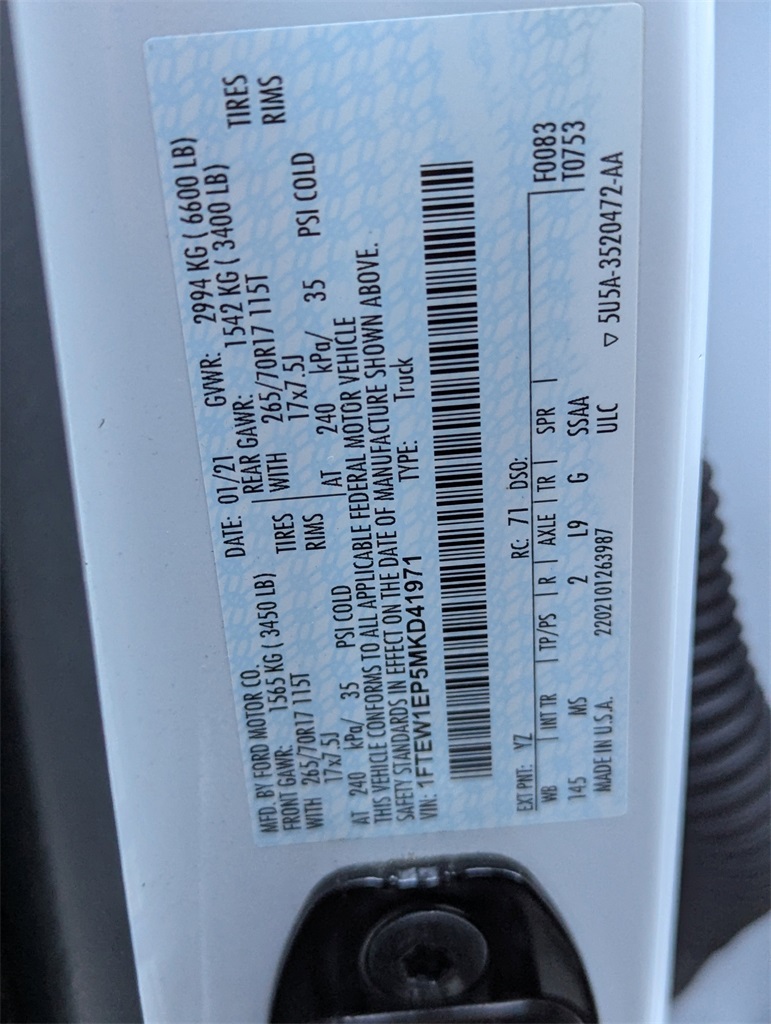 MFD. BY FORD MOTOR CO.
DATE: 01/21 GVWR: 2994 KG ( 6600 LB)
FRONT GAWR: 1565 KG ( 3450 LB)
REAR GAWR: 1542 KG ( 3400 LB)
WITH 265/70R17 115T TIRES
WITH 265/70R17 115T TIRES
17x7.5J RIMS
17x7.5J RIMS
AT 240 kPa/ 35 PSI COLD
AT 240 kPa/ 35 PSI COLD
THIS VEHICLE CONFORMS TO ALL APPLICABLE FEDERAL MOTOR VEHICLE
SAFETY STANDARDS IN EFFECT ON THE DATE OF MANUFACTURE SHOWN ABOVE.
VIN: 1FTEW1EP5MKD41971 TYPE: Truck
EXT PNT: YZ RC: 71 DSO: F0083
WB INT TR TP/PS R AXLE TR SPR T0753
145 MS 2 L9 G SSAA
MADE IN U.S.A. 2202101263987 ULC ▽ 5U5A-3520472-AA